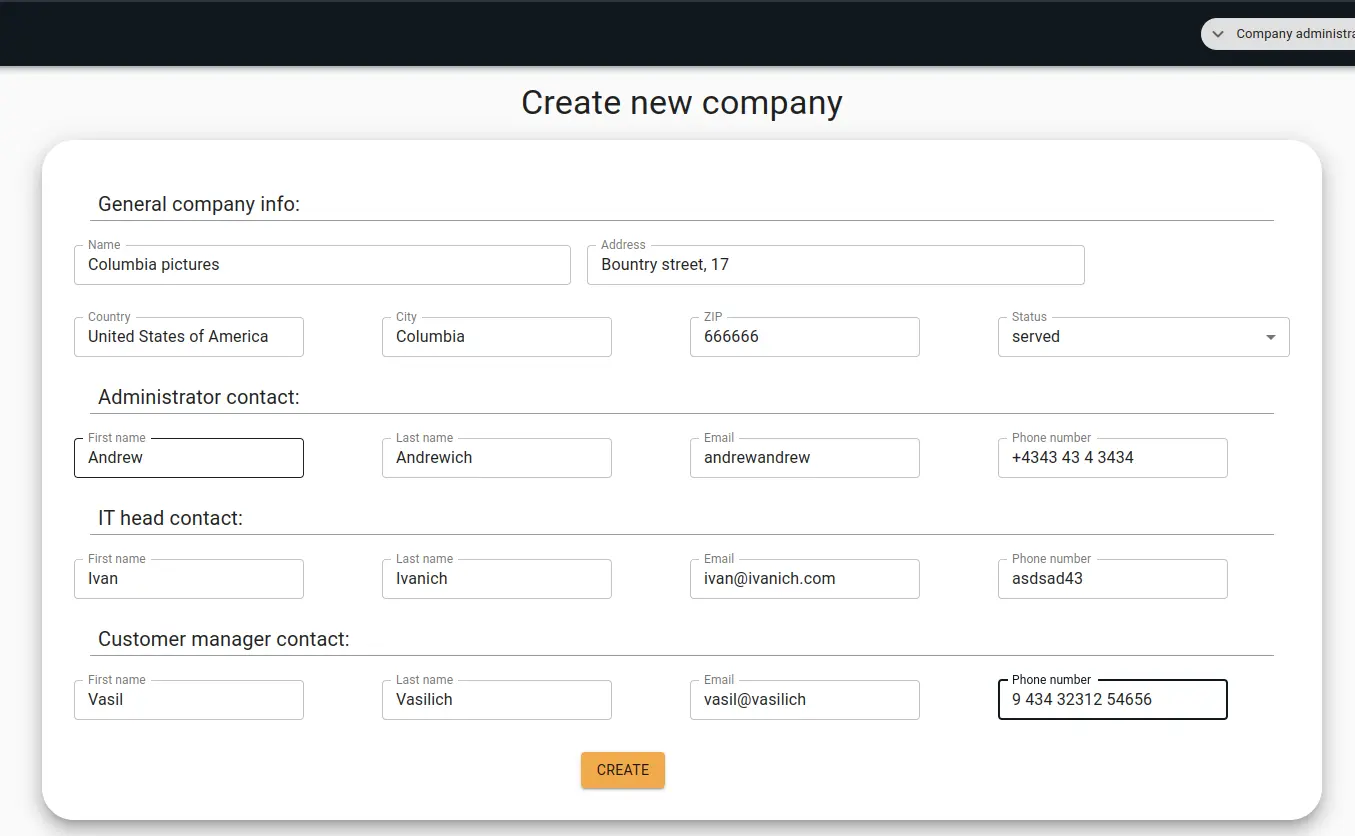 Company administra
Create new company
General company info:
Name
Columbia pictures
Address
Bountry street, 17
Country
United States of America
City
Columbia
ZIP
666666
Status
served
Administrator contact:
First name
Andrew
Last name
Andrewich
Email
andrewandrew
Phone number
+4343 43 4 3434
IT head contact:
First name
Ivan
Last name
Ivanich
Email
ivan@ivanich.com
Phone number
asdsad43
Customer manager contact:
First name
Vasil
Last name
Vasilich
Email
vasil@vasilich
Phone number
9 434 32312 54656
CREATE